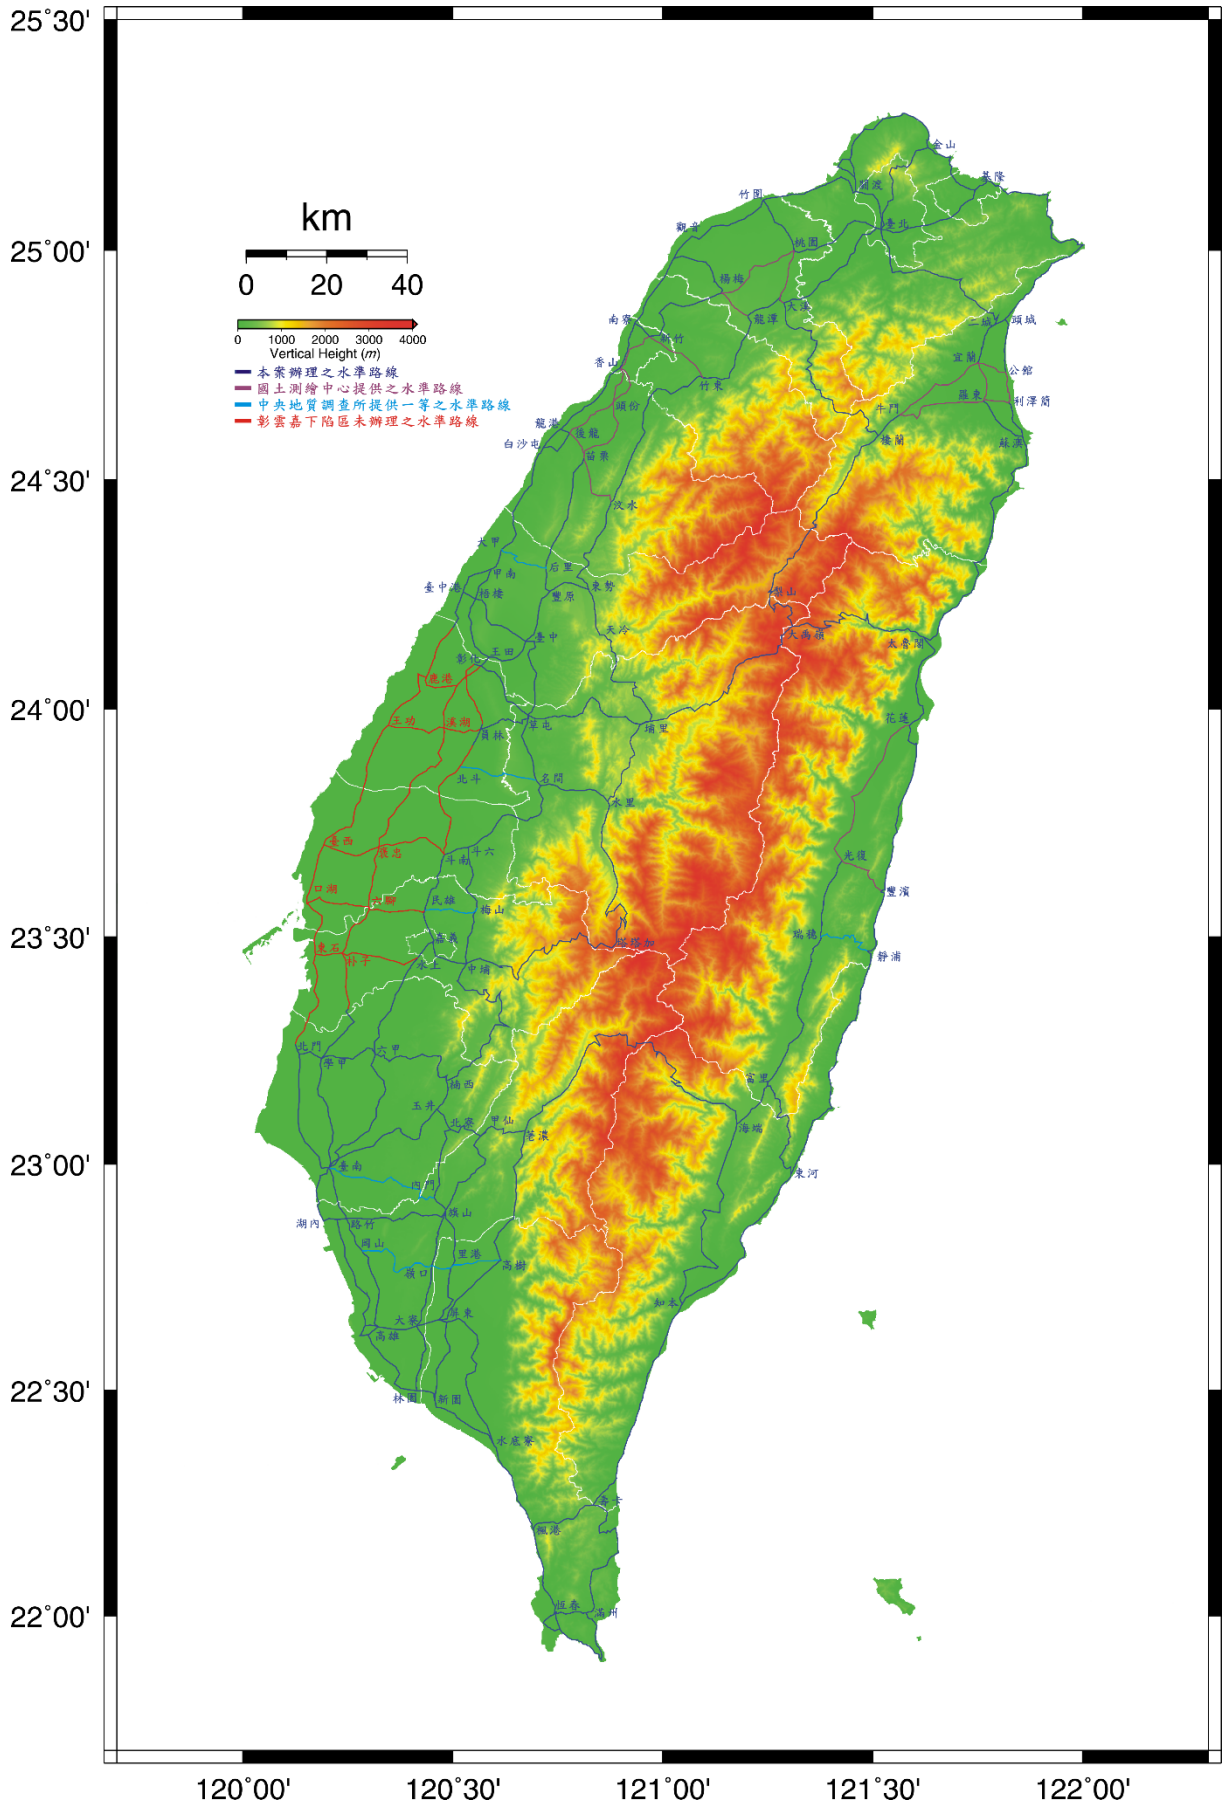 25°30'
25°00'
24°30'
24°00'
23°30'
23°00'
22°30'
22°00'
120°00'
120°30'
121°00'
121°30'
122°00'
km
0 20 40
0 1000 2000 3000 4000
Vertical Height (m)
本案辦理之水準路線
國土測繪中心提供之水準路線
中央地質調查所提供一等之水準路線
彰雲嘉下陷區未辦理之水準路線
金山
基隆
關渡
竹圍
觀音
臺北
桃園
楊梅
大溪
南寮
龍潭
二城
頭城
新竹
宜蘭
香山
公館
竹東
羅東
利澤簡
頭份
牛鬥
龍港
後龍
棲蘭
蘇澳
白沙屯
苗栗
汶水
大甲
后里
甲南
臺中港
梧棲
豐原
東勢
梨山
天冷
臺中
大禹嶺
太魯閣
王田
彰化
鹿港
王功
溪湖
員林
草屯
埔里
花蓮
北斗
名間
水里
臺西
褒忠
斗六
斗南
光復
口湖
六腳
民雄
梅山
豐濱
嘉義
塔塔加
瑞穗
東石
朴子
水上
中埔
靜浦
北門
學甲
六甲
楠西
富里
玉井
北寮
甲仙
荖濃
海端
臺南
內門
東河
湖內
路竹
旗山
岡山
里港
嶺口
高樹
知本
大寮
屏東
高雄
林園
新園
水底寮
壽卡
楓港
恆春
滿州